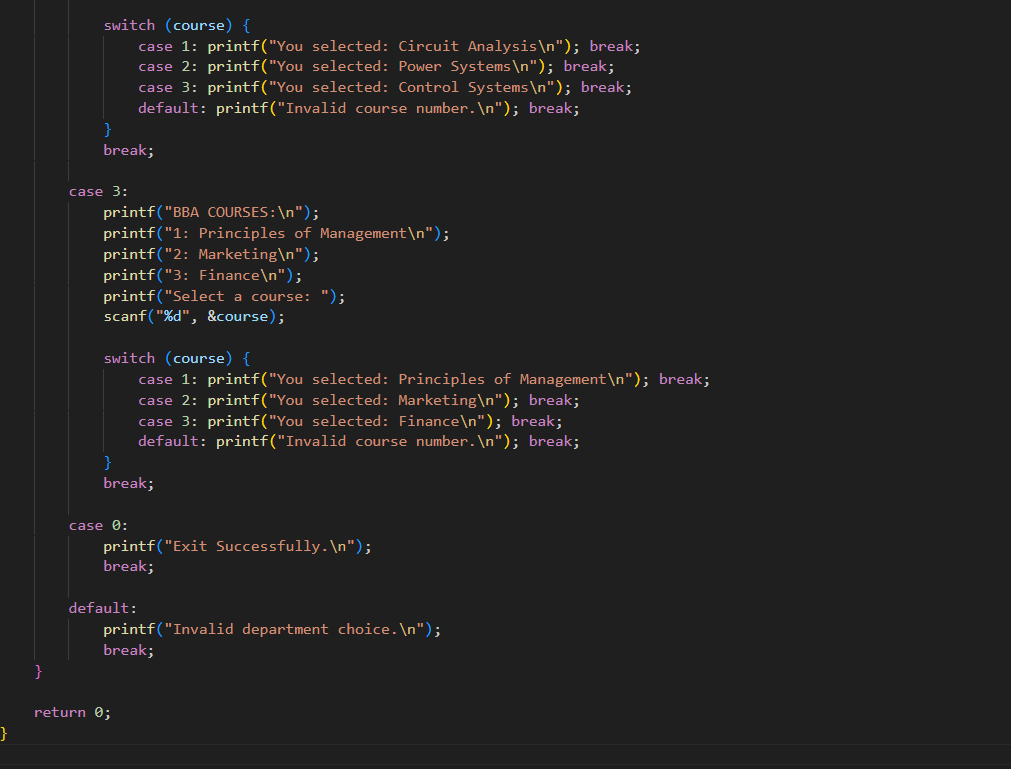 switch (course) {
case 1: printf("You selected: Circuit Analysis\n"); break;
case 2: printf("You selected: Power Systems\n"); break;
case 3: printf("You selected: Control Systems\n"); break;
default: printf("Invalid course number.\n"); break;
}
break;
case 3:
printf("BBA COURSES:\n");
printf("1: Principles of Management\n");
printf("2: Marketing\n");
printf("3: Finance\n");
printf("Select a course: ");
scanf("%d", &course);
switch (course) {
case 1: printf("You selected: Principles of Management\n"); break;
case 2: printf("You selected: Marketing\n"); break;
case 3: printf("You selected: Finance\n"); break;
default: printf("Invalid course number.\n"); break;
}
break;
case 0:
printf("Exit Successfully.\n");
break;
default:
printf("Invalid department choice.\n");
break;
}
return 0;
}